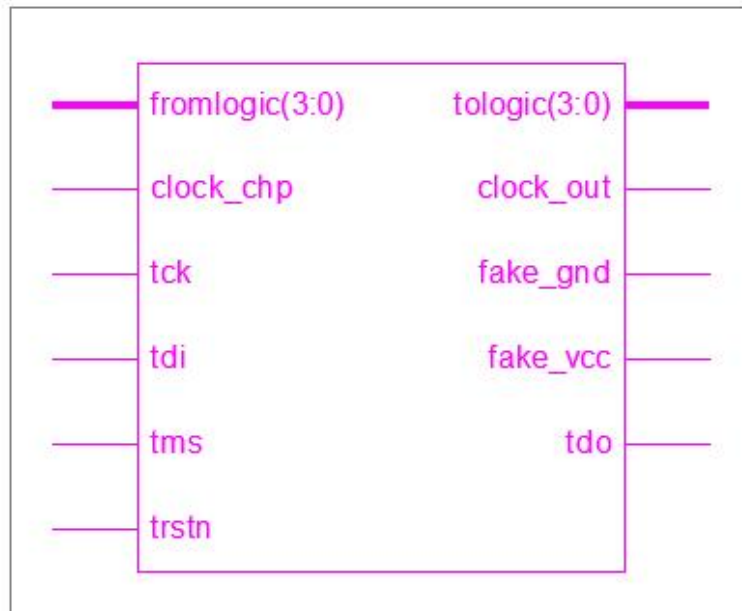 fromlogic(3:0) tologic(3:0)
clock_chp clock_out
tck fake_gnd
tdi fake_vcc
tms tdo
trstn